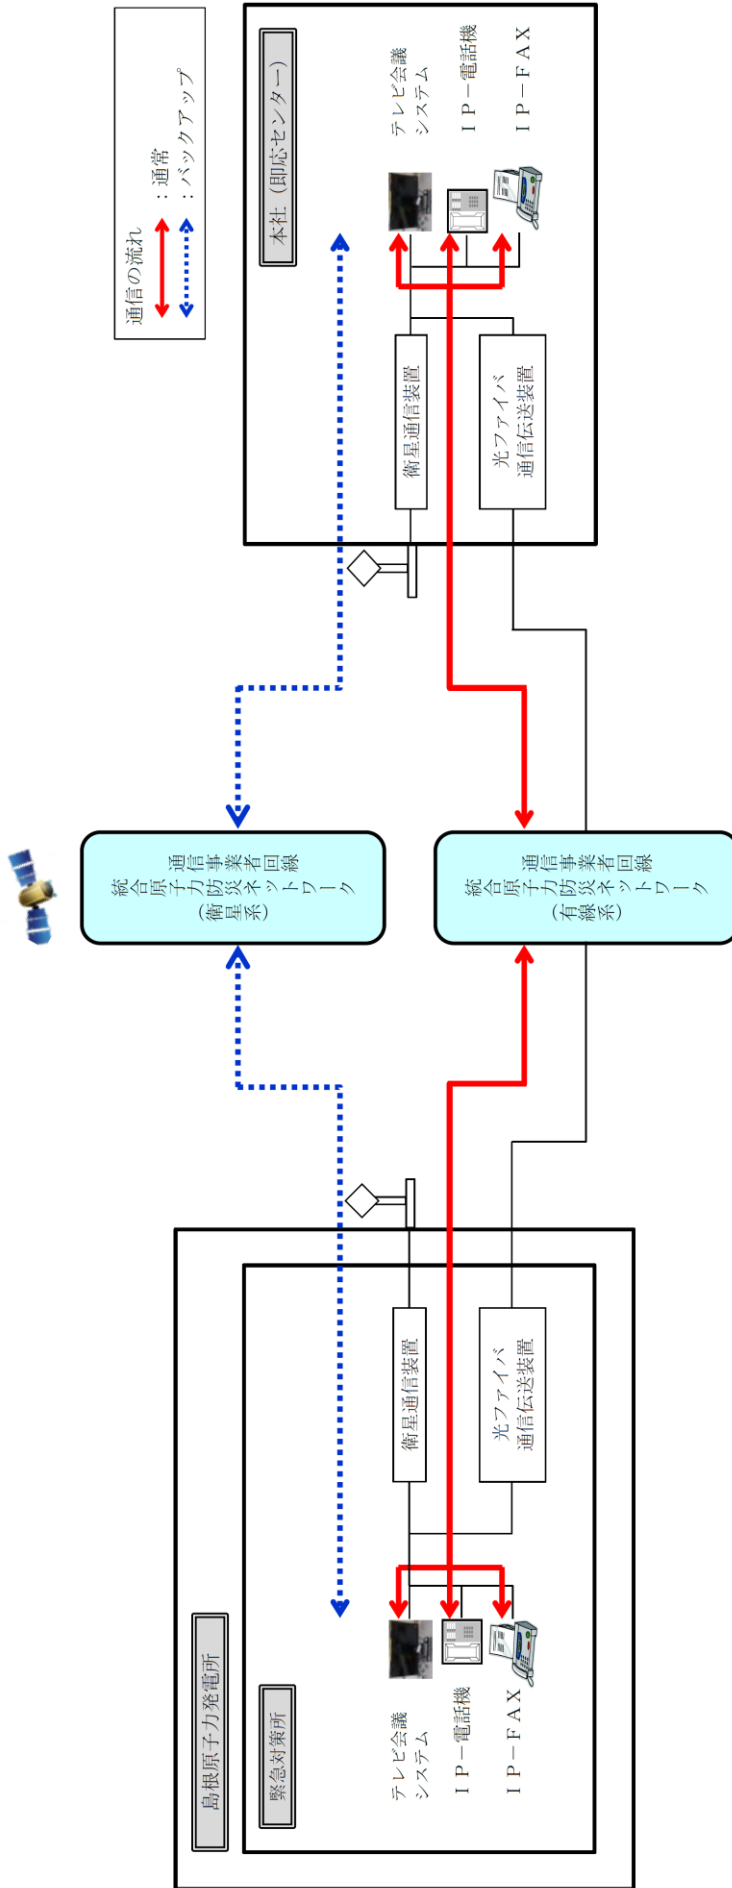 通信の流れ
：通常
：バックアップ
島根原子力発電所
緊急対策所
テレビ会議
システム
ＩＰ－電話機
ＩＰ－ＦＡＸ
衛星通信装置
光ファイバ
通信伝送装置
通信事業者回線
統合原子力防災ネットワーク
(衛星系)
通信事業者回線
統合原子力防災ネットワーク
(有線系)
本社（即応センター）
衛星通信装置
光ファイバ
通信伝送装置
テレビ会議
システム
ＩＰ－電話機
ＩＰ－ＦＡＸ